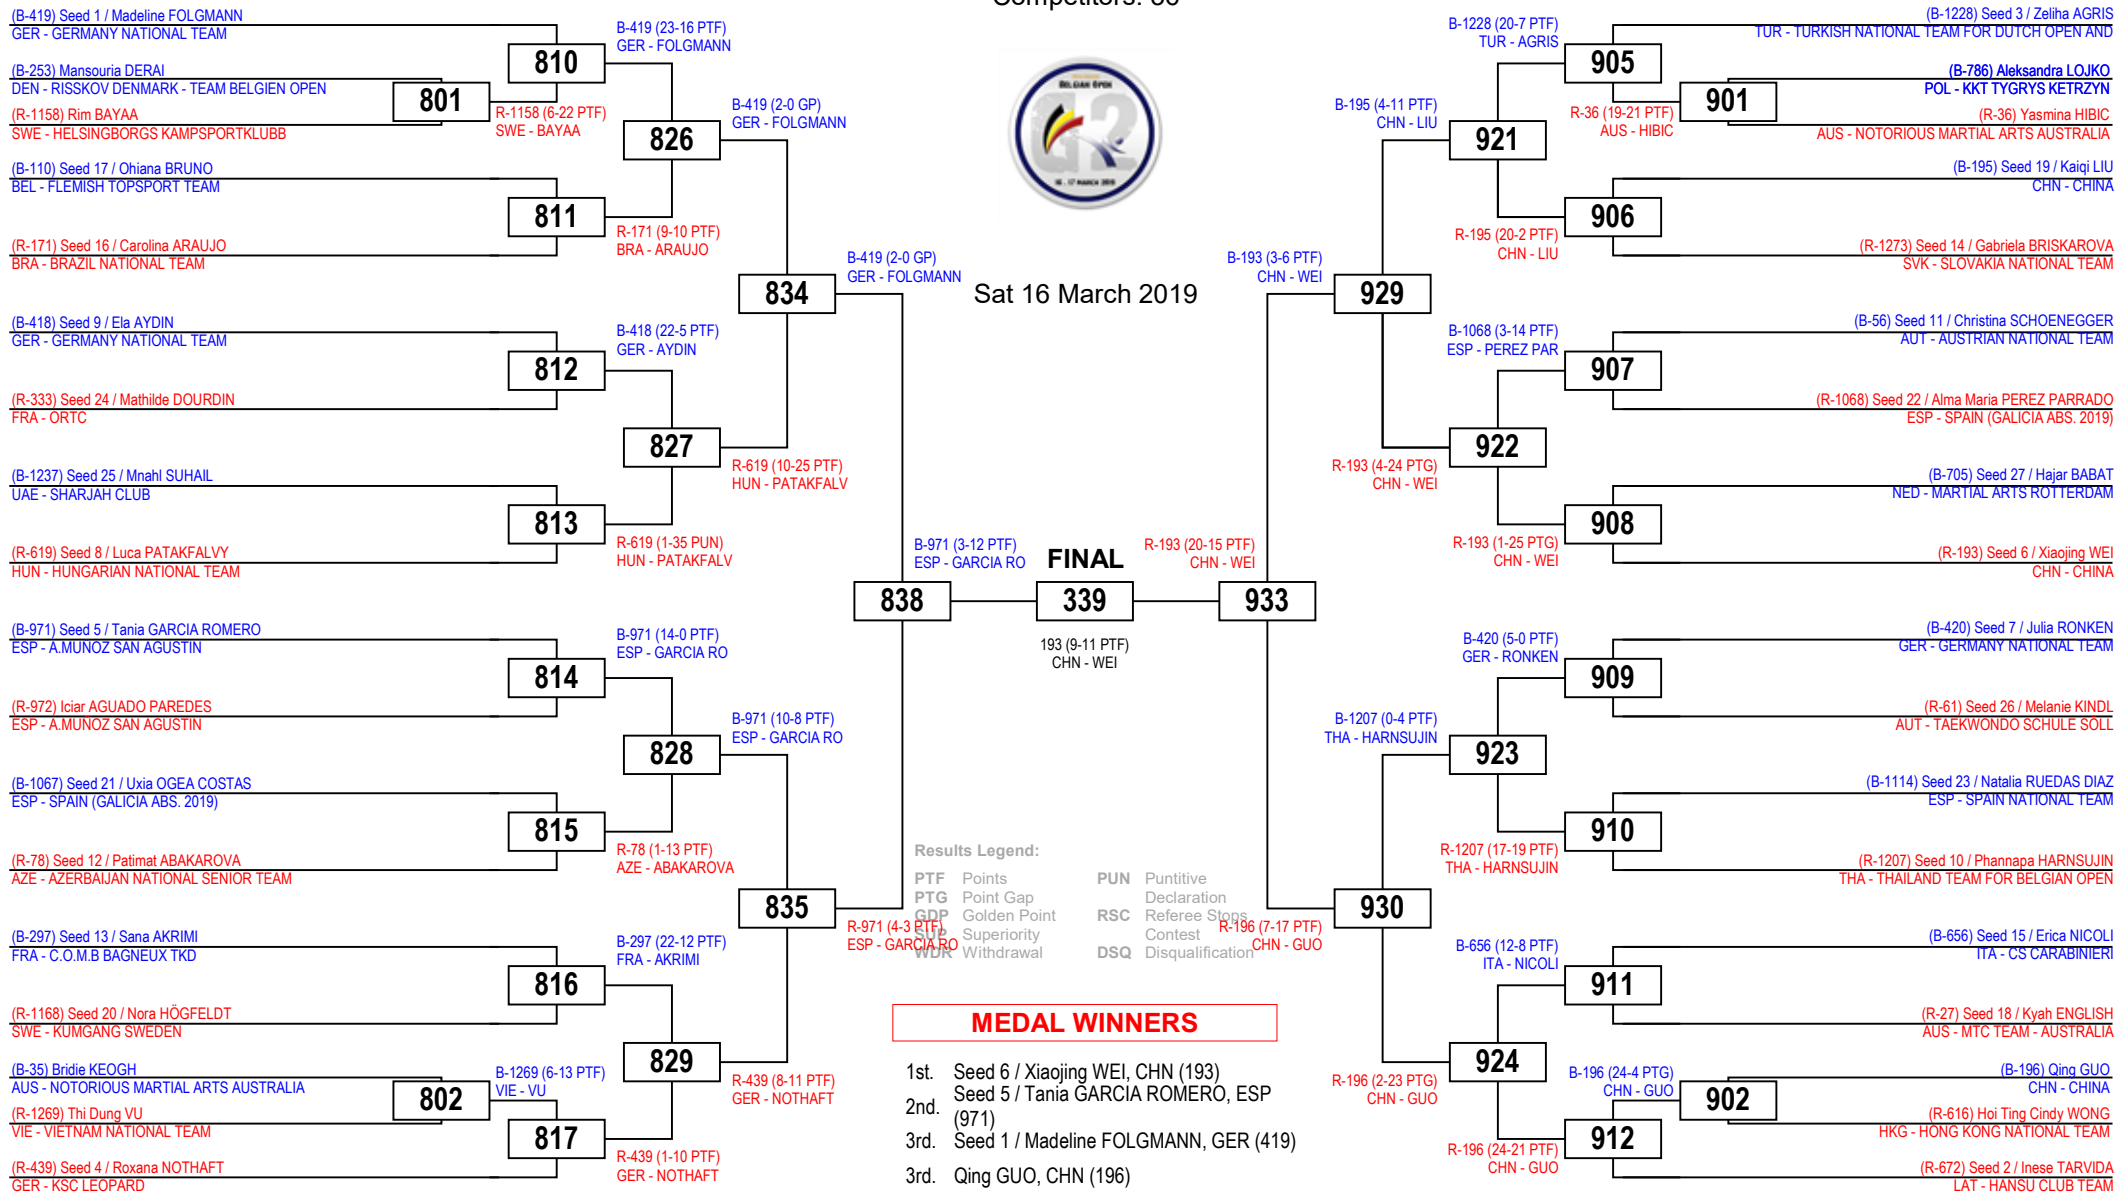 Sat 16 March 2019
(B-419) Seed 1 / Madeline FOLGMANN
GER - GERMANY NATIONAL TEAM
(B-253) Mansouria DERAI
DEN - RISSKOV DENMARK - TEAM BELGIEN OPEN
(R-1158) Rim BAYAA
SWE - HELSINGBORGS KAMPSPORTKLUBB
(B-110) Seed 17 / Ohiana BRUNO
BEL - FLEMISH TOPSPORT TEAM
(R-171) Seed 16 / Carolina ARAUJO
BRA - BRAZIL NATIONAL TEAM
(B-418) Seed 9 / Ela AYDIN
GER - GERMANY NATIONAL TEAM
(R-333) Seed 24 / Mathilde DOURDIN
FRA - ORTC
(B-1237) Seed 25 / Mnahl SUHAIL
UAE - SHARJAH CLUB
(R-619) Seed 8 / Luca PATAKFALVY
HUN - HUNGARIAN NATIONAL TEAM
(B-971) Seed 5 / Tania GARCIA ROMERO
ESP - A.MUÑOZ SAN AGUSTIN
(R-972) Iciar AGUADO PAREDES
ESP - A.MUÑOZ SAN AGUSTIN
(B-1067) Seed 21 / Uxia OGEA COSTAS
ESP - SPAIN (GALICIA ABS. 2019)
(R-78) Seed 12 / Patimat ABAKAROVA
AZE - AZERBAIJAN NATIONAL SENIOR TEAM
(B-297) Seed 13 / Sana AKRIMI
FRA - C.O.M.B BAGNEUX TKD
(R-1168) Seed 20 / Nora HÖGFELDT
SWE - KUMGANG SWEDEN
(B-35) Bridie KEOGH
AUS - NOTORIOUS MARTIAL ARTS AUSTRALIA
(R-1269) Thi Dung VU
VIE - VIETNAM NATIONAL TEAM
(R-439) Seed 4 / Roxana NOTHAFT
GER - KSC LEOPARD
801
R-1158 (6-22 PTF)
SWE - BAYAA
802
B-1269 (6-13 PTF)
VIE - VU
810
B-419 (23-16 PTF)
GER - FOLGMANN
811
R-171 (9-10 PTF)
BRA - ARAUJO
812
B-418 (22-5 PTF)
GER - AYDIN
813
R-619 (1-35 PUN)
HUN - PATAKFALV
814
B-971 (14-0 PTF)
ESP - GARCIA RO
815
R-78 (1-13 PTF)
AZE - ABAKAROVA
816
B-297 (22-12 PTF)
FRA - AKRIMI
817
R-439 (1-10 PTF)
GER - NOTHAFT
826
B-419 (2-0 GP)
GER - FOLGMANN
827
R-619 (10-25 PTF)
HUN - PATAKFALV
828
B-971 (10-8 PTF)
ESP - GARCIA RO
829
R-439 (8-11 PTF)
GER - NOTHAFT
834
B-419 (2-0 GP)
GER - FOLGMANN
835
R-971 (4-3 PTF)
ESP - GARCIA RO
838
B-971 (3-12 PTF)
ESP - GARCIA RO
FINAL
339
193 (9-11 PTF)
CHN - WEI
R-193 (20-15 PTF)
CHN - WEI
933
B-193 (3-6 PTF)
CHN - WEI
929
R-196 (7-17 PTF)
CHN - GUO
930
B-195 (4-11 PTF)
CHN - LIU
921
R-193 (4-24 PTG)
CHN - WEI
922
B-1207 (0-4 PTF)
THA - HARNSUJIN
923
R-196 (2-23 PTG)
CHN - GUO
924
B-1228 (20-7 PTF)
TUR - AGRIS
905
R-195 (20-2 PTF)
CHN - LIU
906
B-1068 (3-14 PTF)
ESP - PEREZ PAR
907
R-193 (1-25 PTG)
CHN - WEI
908
B-420 (5-0 PTF)
GER - RONKEN
909
R-1207 (17-19 PTF)
THA - HARNSUJIN
910
B-656 (12-8 PTF)
ITA - NICOLI
911
R-196 (24-21 PTF)
CHN - GUO
912
R-36 (19-21 PTF)
AUS - HIBIC
901
B-196 (24-4 PTG)
CHN - GUO
902
(B-1228) Seed 3 / Zeliha AGRIS
TUR - TURKISH NATIONAL TEAM FOR DUTCH OPEN AND
(B-786) Aleksandra LOJKO
POL - KKT TYGRYS KETRZYN
(R-36) Yasmina HIBIC
AUS - NOTORIOUS MARTIAL ARTS AUSTRALIA
(B-195) Seed 19 / Kaiqi LIU
CHN - CHINA
(R-1273) Seed 14 / Gabriela BRISKAROVA
SVK - SLOVAKIA NATIONAL TEAM
(B-56) Seed 11 / Christina SCHOENEGGER
AUT - AUSTRIAN NATIONAL TEAM
(R-1068) Seed 22 / Alma Maria PEREZ PARRADO
ESP - SPAIN (GALICIA ABS. 2019)
(B-705) Seed 27 / Hajar BABAT
NED - MARTIAL ARTS ROTTERDAM
(R-193) Seed 6 / Xiaojing WEI
CHN - CHINA
(B-420) Seed 7 / Julia RONKEN
GER - GERMANY NATIONAL TEAM
(R-61) Seed 26 / Melanie KINDL
AUT - TAEKWONDO SCHULE SÖLL
(B-1114) Seed 23 / Natalia RUEDAS DIAZ
ESP - SPAIN NATIONAL TEAM
(R-1207) Seed 10 / Phannapa HARNSUJIN
THA - THAILAND TEAM FOR BELGIAN OPEN
(B-656) Seed 15 / Erica NICOLI
ITA - CS CARABINIERI
(R-27) Seed 18 / Kyah ENGLISH
AUS - MTC TEAM - AUSTRALIA
(B-196) Qing GUO
CHN - CHINA
(R-616) Hoi Ting Cindy WONG
HKG - HONG KONG NATIONAL TEAM
(R-672) Seed 2 / Inese TARVIDA
LAT - HANSU CLUB TEAM
BELGIAN OPEN
G2
16 - 17 MARCH 2019
Results Legend:
PTF Points
PTG Point Gap
GDP Golden Point
SUP Superiority
WDR Withdrawal
PUN Puntitive
Declaration
RSC Referee Stops
Contest
DSQ Disqualification
MEDAL WINNERS
1st. Seed 6 / Xiaojing WEI, CHN (193)
2nd. Seed 5 / Tania GARCIA ROMERO, ESP
(971)
3rd. Seed 1 / Madeline FOLGMANN, GER (419)
3rd. Qing GUO, CHN (196)